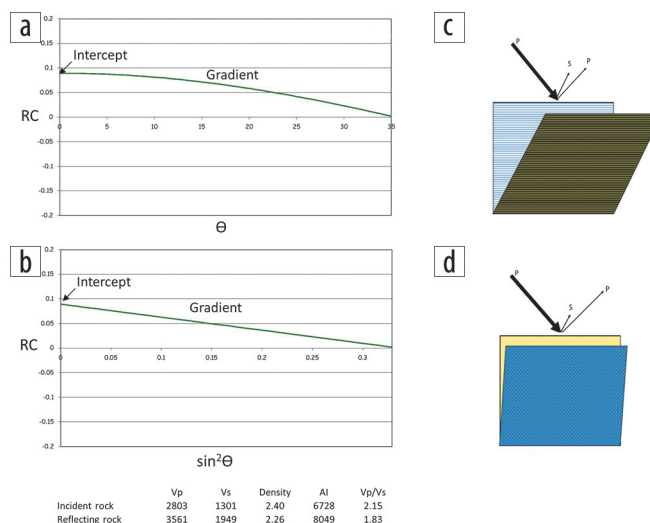 a
0.2
0.15
Intercept
0.1
Gradient
0.05
RC
0
0 5 10 15 20 25 30 35
-0.05
-0.1
-0.15
-0.2
Θ
b
0.2
0.15
Intercept
0.1
Gradient
0.05
RC
0
0 0.05 0.1 0.15 0.2 0.25 0.3
-0.05
-0.1
-0.15
-0.2
sin²Θ
c
P
S
P
d
P
S
P
Vp Vs Density AI Vp/Vs
Incident rock 2803 1301 2.40 6728 2.15
Reflecting rock 3561 1949 2.26 8049 1.83